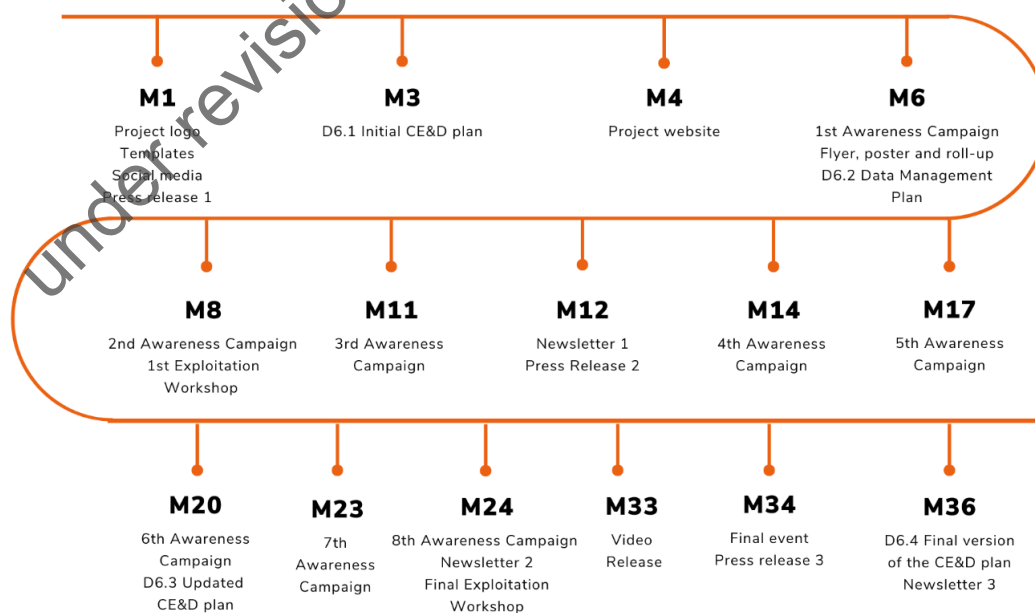 M1
Project logo
Templates
Social media
Press release 1
M3
D6.1 Initial CE&D plan
M4
Project website
M6
1st Awareness Campaign
Flyer, poster and roll-up
D6.2 Data Management
Plan
under revisio
M8
2nd Awareness Campaign
1st Exploitation
Workshop
M11
3rd Awareness
Campaign
M12
Newsletter 1
Press Release 2
M14
4th Awareness
Campaign
M17
5th Awareness
Campaign
M20
6th Awareness
Campaign
D6.3 Updated
CE&D plan
M23
7th
Awareness
Campaign
M24
8th Awareness Campaign
Newsletter 2
Final Exploitation
Workshop
M33
Video
Release
M34
Final event
Press release 3
M36
D6.4 Final version
of the CE&D plan
Newsletter 3